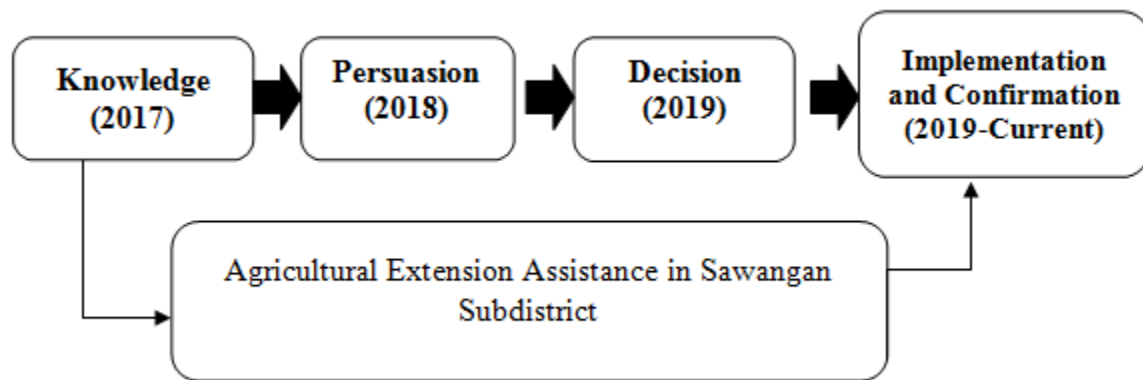 Knowledge
(2017)
Persuasion
(2018)
Decision
(2019)
Implementation
and Confirmation
(2019-Current)
Agricultural Extension Assistance in Sawangan
Subdistrict